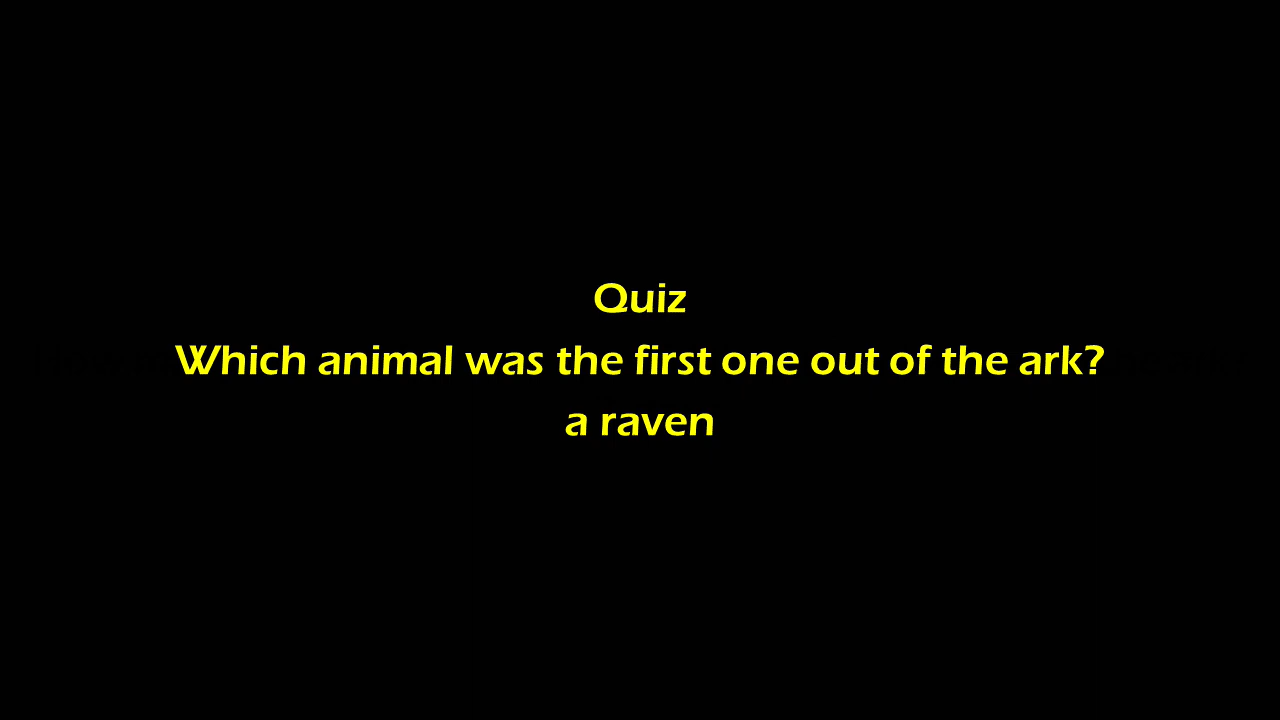 Quiz
Which animal was the first one out of the ark?
a raven